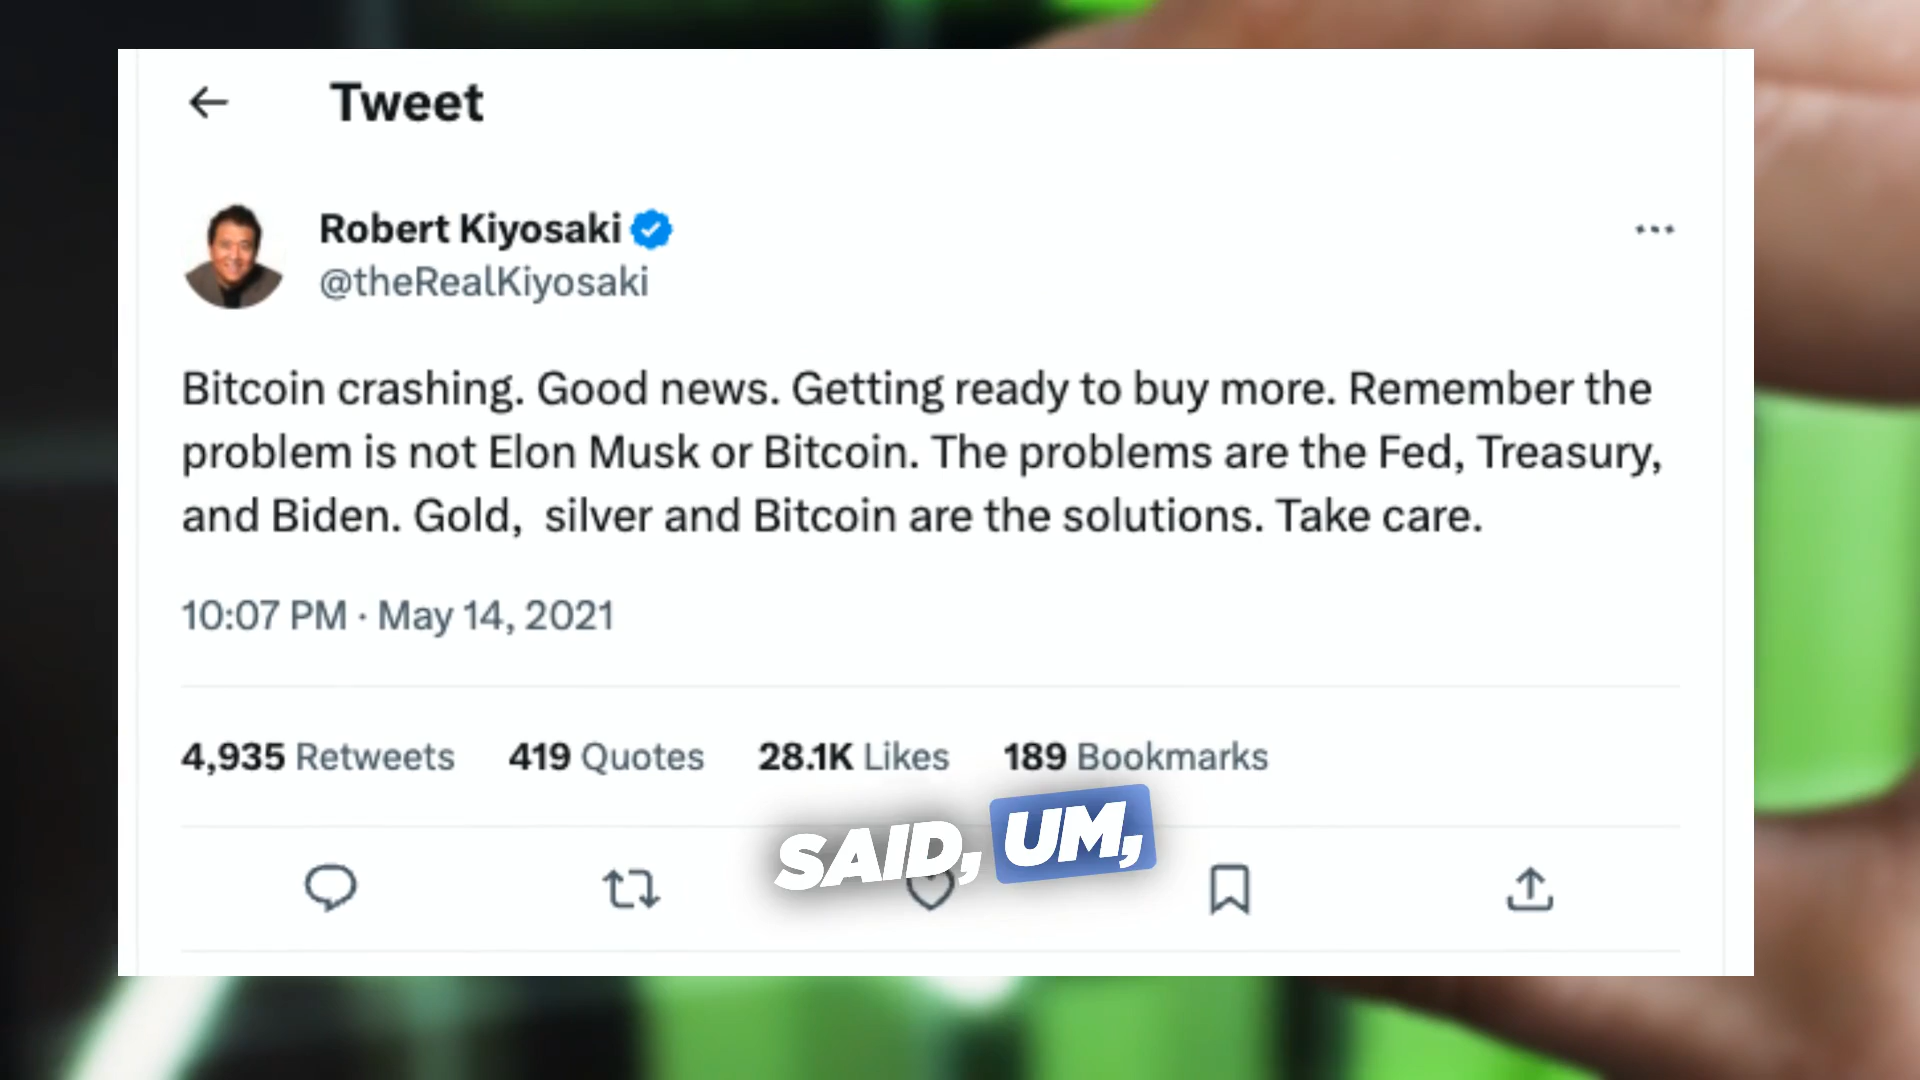 Tweet
Robert Kiyosaki
@theRealKiyosaki
Bitcoin crashing. Good news. Getting ready to buy more. Remember the
problem is not Elon Musk or Bitcoin. The problems are the Fed, Treasury,
and Biden. Gold,  silver and Bitcoin are the solutions. Take care.
10:07 PM · May 14, 2021
4,935 Retweets 419 Quotes 28.1K Likes 189 Bookmarks
SAID, UM,